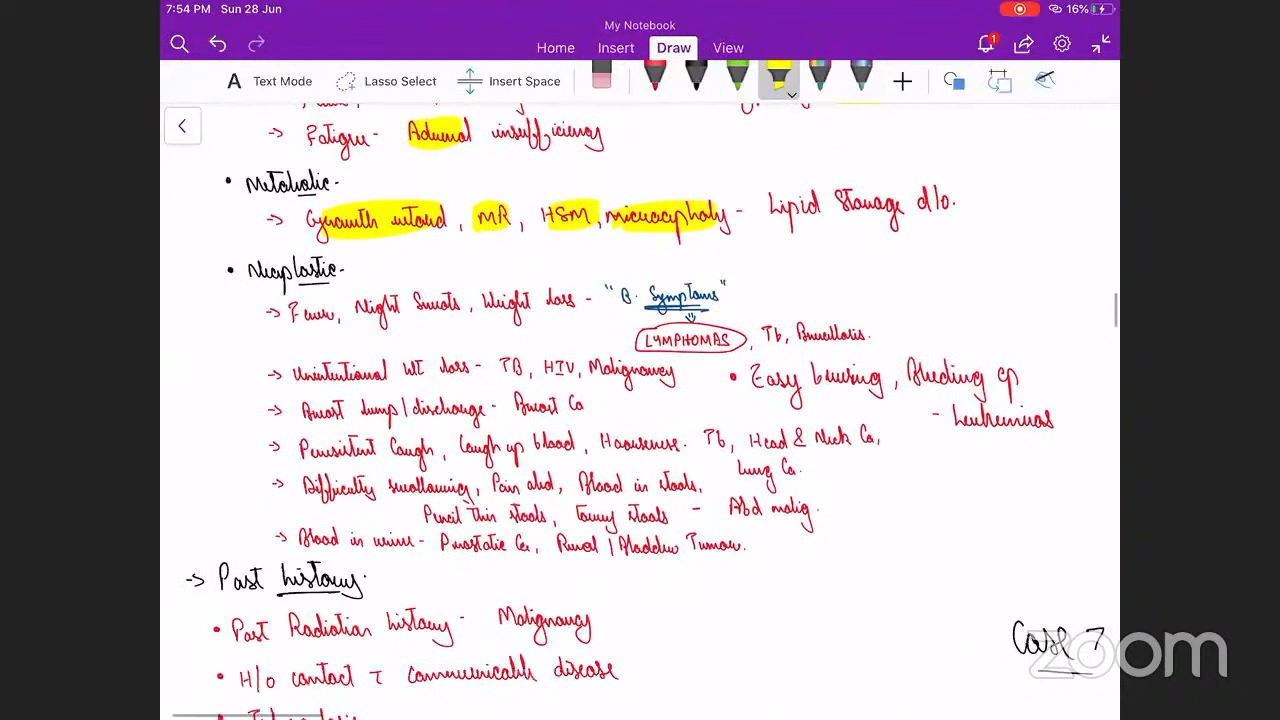 7:54 PM Sun 28 Jun
16%
My Notebook
Home Insert Draw View
1
A Text Mode Lasso Select Insert Space
→ Fatigue - Adrenal insufficiency
• Metabolic -
→ Growth retard, MR, HSM, microcephaly - Lipid Storage d/o.
• Neoplastic -
→ Fever, Night Sweats, Weight loss - "B. Symptoms"
LYMPHOMAS, Tb, Brucellosis.
→ Unintentional Wt loss - TB, HIV, Malignancy
• Easy bruising, Bleeding
- Leukemias
→ Breast lump/discharge - Breast Ca
→ Persistent Cough, Cough up blood, Hoarseness. Tb, Head & Neck Ca,
Lung Ca.
→ Difficulty swallowing, Pain abd, Blood in stools,
Pencil thin stools, tarry stools - Abd malig.
→ Blood in urine - Prostatic Ca, Renal/Bladder Tumor.
→ Past history.
• Past Radiation history - Malignancy
• H/o contact c communicable disease
Case 7
zoom